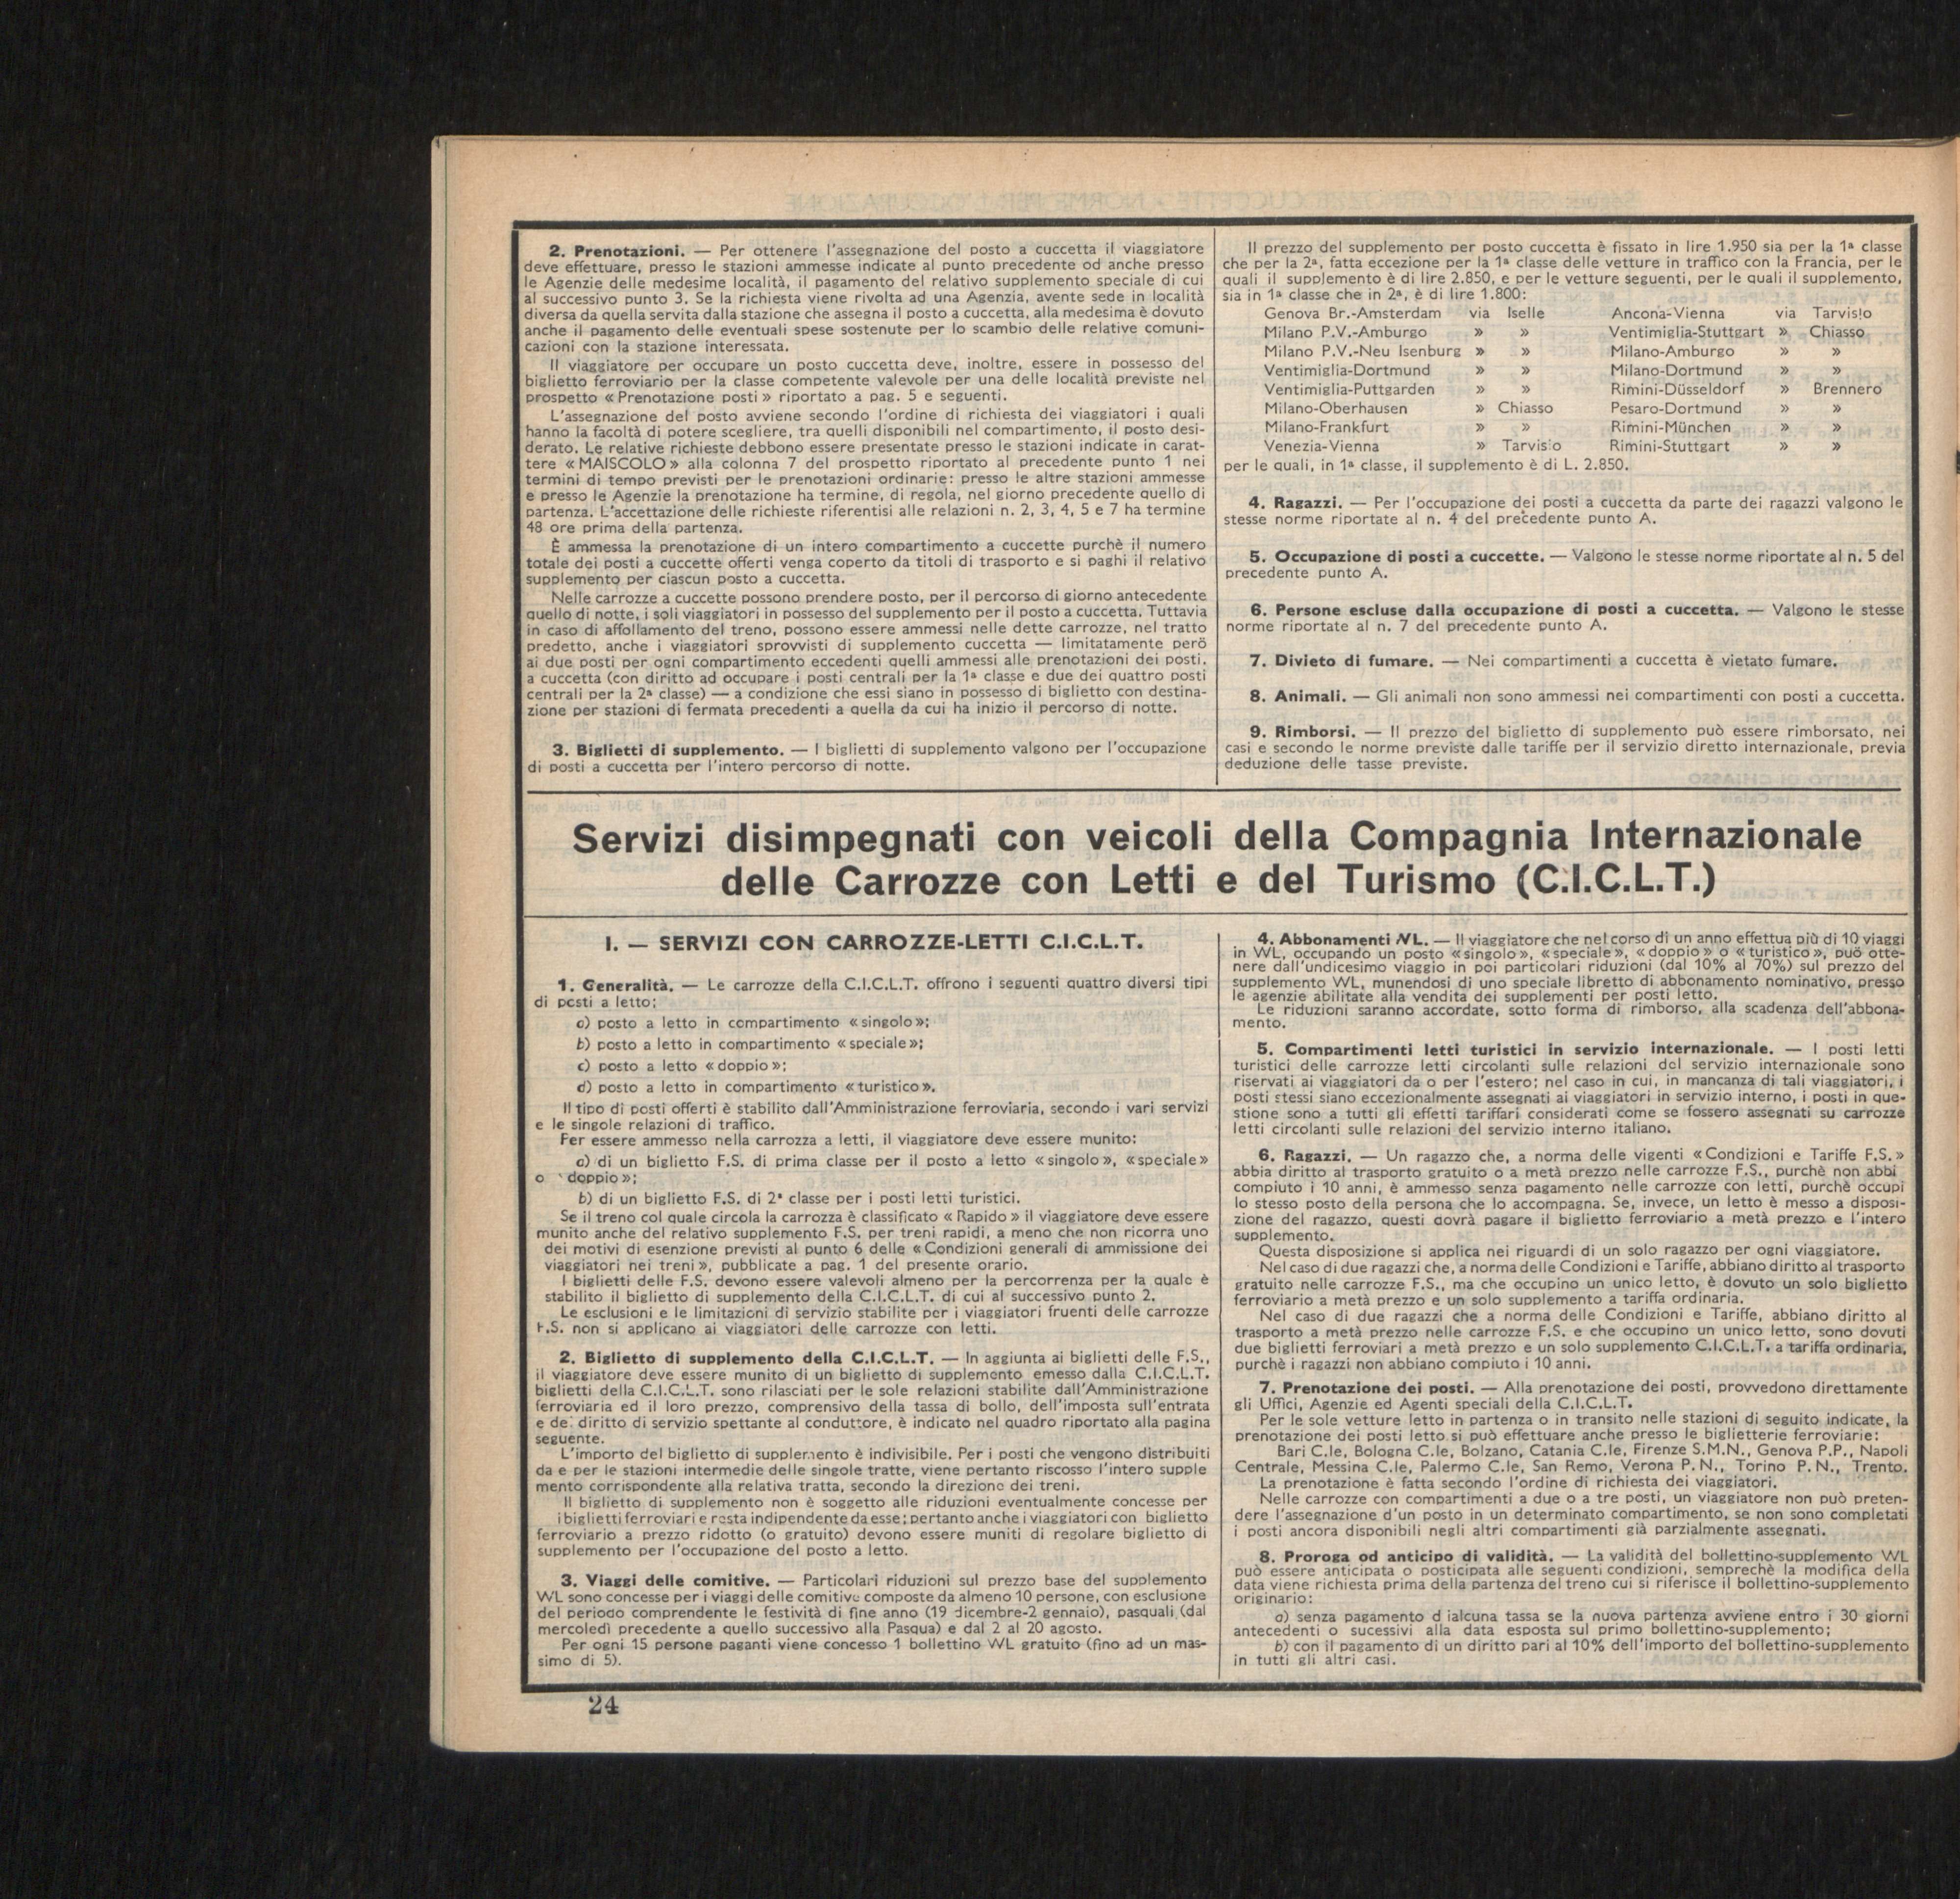 2. Prenotazioni. — Per ottenere l'assegnazione del posto a cuccetta il viaggiatore
deve effettuare, presso le stazioni ammesse indicate al punto precedente od anche presso
le Agenzie delle medesime località, il pagamento del relativo supplemento speciale di cui
al successivo punto 3. Se la richiesta viene rivolta ad una Agenzia, avente sede in località
diversa da quella servita dalla stazione che assegna il posto a cuccetta, alla medesima è dovuto
anche il pagamento delle eventuali spese sostenute per lo scambio delle relative comuni-
cazioni con la stazione interessata.
Il viaggiatore per occupare un posto cuccetta deve, inoltre, essere in possesso del
biglietto ferroviario per la classe competente valevole per una delle località previste nel
prospetto « Prenotazione posti » riportato a pag. 5 e seguenti.
L'assegnazione del posto avviene secondo l'ordine di richiesta dei viaggiatori i quali
hanno la facoltà di potere scegliere, tra quelli disponibili nel compartimento, il posto desi-
derato. Le relative richieste debbono essere presentate presso le stazioni indicate in carat-
tere « MAISCOLO » alla colonna 7 del prospetto riportato al precedente punto 1 nei
termini di tempo previsti per le prenotazioni ordinarie: presso le altre stazioni ammesse
e presso le Agenzie la prenotazione ha termine, di regola, nel giorno precedente quello di
partenza. L'accettazione delle richieste riferentisi alle relazioni n. 2, 3, 4, 5 e 7 ha termine
48 ore prima della partenza.
È ammessa la prenotazione di un intero compartimento a cuccette purchè il numero
totale dei posti a cuccette offerti venga coperto da titoli di trasporto e si paghi il relativo
supplemento per ciascun posto a cuccetta.
Nelle carrozze a cuccette possono prendere posto, per il percorso di giorno antecedente
quello di notte, i soli viaggiatori in possesso del supplemento per il posto a cuccetta. Tuttavia
in caso di affollamento del treno, possono essere ammessi nelle dette carrozze, nel tratto
predetto, anche i viaggiatori sprovvisti di supplemento cuccetta — limitatamente però
ai due posti per ogni compartimento eccedenti quelli ammessi alle prenotazioni dei posti.
a cuccetta (con diritto ad occupare i posti centrali per la 1ª classe e due dei quattro posti
centrali per la 2ª classe) — a condizione che essi siano in possesso di biglietto con destina-
zione per stazioni di fermata precedenti a quella da cui ha inizio il percorso di notte.
3. Biglietti di supplemento. — I biglietti di supplemento valgono per l'occupazione
di posti a cuccetta per l'intero percorso di notte.
Il prezzo del supplemento per posto cuccetta è fissato in lire 1.950 sia per la 1ª classe
che per la 2ª, fatta eccezione per la 1ª classe delle vetture in traffico con la Francia, per le
quali il supplemento è di lire 2.850, e per le vetture seguenti, per le quali il supplemento,
sia in 1ª classe che in 2ª, è di lire 1.800:
Genova Br.-Amsterdam via Iselle Ancona-Vienna via Tarvisio
Milano P.V.-Amburgo » » Ventimiglia-Stuttgart » Chiasso
Milano P.V.-Neu Isenburg » » Milano-Amburgo » »
Ventimiglia-Dortmund » » Milano-Dortmund » »
Ventimiglia-Puttgarden » » Rimini-Düsseldorf » Brennero
Milano-Oberhausen » Chiasso Pesaro-Dortmund » »
Milano-Frankfurt » » Rimini-München » »
Venezia-Vienna » Tarvisio Rimini-Stuttgart » »
per le quali, in 1ª classe, il supplemento è di L. 2.850.
4. Ragazzi. — Per l'occupazione dei posti a cuccetta da parte dei ragazzi valgono le
stesse norme riportate al n. 4 del precedente punto A.
5. Occupazione di posti a cuccette. — Valgono le stesse norme riportate al n. 5 del
precedente punto A.
6. Persone escluse dalla occupazione di posti a cuccetta. — Valgono le stesse
norme riportate al n. 7 del precedente punto A.
7. Divieto di fumare. — Nei compartimenti a cuccetta è vietato fumare.
8. Animali. — Gli animali non sono ammessi nei compartimenti con posti a cuccetta.
9. Rimborsi. — Il prezzo del biglietto di supplemento può essere rimborsato, nei
casi e secondo le norme previste dalle tariffe per il servizio diretto internazionale, previa
deduzione delle tasse previste.
Servizi disimpegnati con veicoli della Compagnia Internazionale
delle Carrozze con Letti e del Turismo (C.I.C.L.T.)
I. — SERVIZI CON CARROZZE-LETTI C.I.C.L.T.
1. Generalità. — Le carrozze della C.I.C.L.T. offrono i seguenti quattro diversi tipi
di posti a letto:
a) posto a letto in compartimento « singolo »;
b) posto a letto in compartimento « speciale »;
c) posto a letto « doppio »;
d) posto a letto in compartimento « turistico ».
Il tipo di posti offerti è stabilito dall'Amministrazione ferroviaria, secondo i vari servizi
e le singole relazioni di traffico.
Per essere ammesso nella carrozza a letti, il viaggiatore deve essere munito:
a) di un biglietto F.S. di prima classe per il posto a letto « singolo », « speciale »
o « doppio »;
b) di un biglietto F.S. di 2ª classe per i posti letti turistici.
Se il treno col quale circola la carrozza è classificato « Rapido » il viaggiatore deve essere
munito anche del relativo supplemento F.S. per treni rapidi, a meno che non ricorra uno
dei motivi di esenzione previsti al punto 6 delle « Condizioni generali di ammissione dei
viaggiatori nei treni », pubblicate a pag. 1 del presente orario.
I biglietti delle F.S. devono essere valevoli almeno per la percorrenza per la quale è
stabilito il biglietto di supplemento della C.I.C.L.T. di cui al successivo punto 2.
Le esclusioni e le limitazioni di servizio stabilite per i viaggiatori fruenti delle carrozze
F.S. non si applicano ai viaggiatori delle carrozze con letti.
2. Biglietto di supplemento della C.I.C.L.T. — In aggiunta ai biglietti delle F.S.,
il viaggiatore deve essere munito di un biglietto di supplemento emesso dalla C.I.C.L.T.
biglietti della C.I.C.L.T. sono rilasciati per le sole relazioni stabilite dall'Amministrazione
ferroviaria ed il loro prezzo, comprensivo della tassa di bollo, dell'imposta sull'entrata
e de' diritto di servizio spettante al conduttore, è indicato nel quadro riportato alla pagina
seguente.
L'importo del biglietto di supplemento è indivisibile. Per i posti che vengono distribuiti
da e per le stazioni intermedie delle singole tratte, viene pertanto riscosso l'intero supple
mento corrispondente alla relativa tratta, secondo la direzione dei treni.
Il biglietto di supplemento non è soggetto alle riduzioni eventualmente concesse per
i biglietti ferroviari e resta indipendente da esse; pertanto anche i viaggiatori con biglietto
ferroviario a prezzo ridotto (o gratuito) devono essere muniti di regolare biglietto di
supplemento per l'occupazione del posto a letto.
3. Viaggi delle comitive. — Particolari riduzioni sul prezzo base del supplemento
WL sono concesse per i viaggi delle comitive composte da almeno 10 persone, con esclusione
del periodo comprendente le festività di fine anno (19 dicembre-2 gennaio), pasquali (dal
mercoledì precedente a quello successivo alla Pasqua) e dal 2 al 20 agosto.
Per ogni 15 persone paganti viene concesso 1 bollettino WL gratuito (fino ad un mas-
simo di 5).
4. Abbonamenti WL. — Il viaggiatore che nel corso di un anno effettua più di 10 viaggi
in WL, occupando un posto « singolo », « speciale », « doppio » o « turistico », può otte-
nere dall'undicesimo viaggio in poi particolari riduzioni (dal 10% al 70%) sul prezzo del
supplemento WL, munendosi di uno speciale libretto di abbonamento nominativo, presso
le agenzie abilitate alla vendita dei supplementi per posti letto.
Le riduzioni saranno accordate, sotto forma di rimborso, alla scadenza dell'abbona-
mento.
5. Compartimenti letti turistici in servizio internazionale. — I posti letti
turistici delle carrozze letti circolanti sulle relazioni del servizio internazionale sono
riservati ai viaggiatori da o per l'estero; nel caso in cui, in mancanza di tali viaggiatori, i
posti stessi siano eccezionalmente assegnati ai viaggiatori in servizio interno, i posti in que-
stione sono a tutti gli effetti tariffari considerati come se fossero assegnati su carrozze
letti circolanti sulle relazioni del servizio interno italiano.
6. Ragazzi. — Un ragazzo che, a norma delle vigenti « Condizioni e Tariffe F.S. »
abbia diritto al trasporto gratuito o a metà prezzo nelle carrozze F.S., purchè non abbi
compiuto i 10 anni, è ammesso senza pagamento nelle carrozze con letti, purchè occupi
lo stesso posto della persona che lo accompagna. Se, invece, un letto è messo a disposi-
zione del ragazzo, questi dovrà pagare il biglietto ferroviario a metà prezzo e l'intero
supplemento.
Questa disposizione si applica nei riguardi di un solo ragazzo per ogni viaggiatore.
Nel caso di due ragazzi che, a norma delle Condizioni e Tariffe, abbiano diritto al trasporto
gratuito nelle carrozze F.S., ma che occupino un unico letto, è dovuto un solo biglietto
ferroviario a metà prezzo e un solo supplemento a tariffa ordinaria.
Nel caso di due ragazzi che a norma delle Condizioni e Tariffe, abbiano diritto al
trasporto a metà prezzo nelle carrozze F.S. e che occupino un unico letto, sono dovuti
due biglietti ferroviari a metà prezzo e un solo supplemento C.I.C.L.T. a tariffa ordinaria,
purchè i ragazzi non abbiano compiuto i 10 anni.
7. Prenotazione dei posti. — Alla prenotazione dei posti, provvedono direttamente
gli Uffici, Agenzie ed Agenti speciali della C.I.C.L.T.
Per le sole vetture letto in partenza o in transito nelle stazioni di seguito indicate, la
prenotazione dei posti letto si può effettuare anche presso le biglietterie ferroviarie:
Bari C.le, Bologna C.le, Bolzano, Catania C.le, Firenze S.M.N., Genova P.P., Napoli
Centrale, Messina C.le, Palermo C.le, San Remo, Verona P. N., Torino P. N., Trento.
La prenotazione è fatta secondo l'ordine di richiesta dei viaggiatori.
Nelle carrozze con compartimenti a due o a tre posti, un viaggiatore non può preten-
dere l'assegnazione d'un posto in un determinato compartimento, se non sono completati
i posti ancora disponibili negli altri compartimenti già parzialmente assegnati.
8. Proroga od anticipo di validità. — La validità del bollettino-supplemento WL
può essere anticipata o posticipata alle seguenti condizioni, semprechè la modifica della
data viene richiesta prima della partenza del treno cui si riferisce il bollettino-supplemento
originario:
a) senza pagamento d ialcuna tassa se la nuova partenza avviene entro i 30 giorni
antecedenti o sucessivi alla data esposta sul primo bollettino-supplemento;
b) con il pagamento di un diritto pari al 10% dell'importo del bollettino-supplemento
in tutti gli altri casi.
24